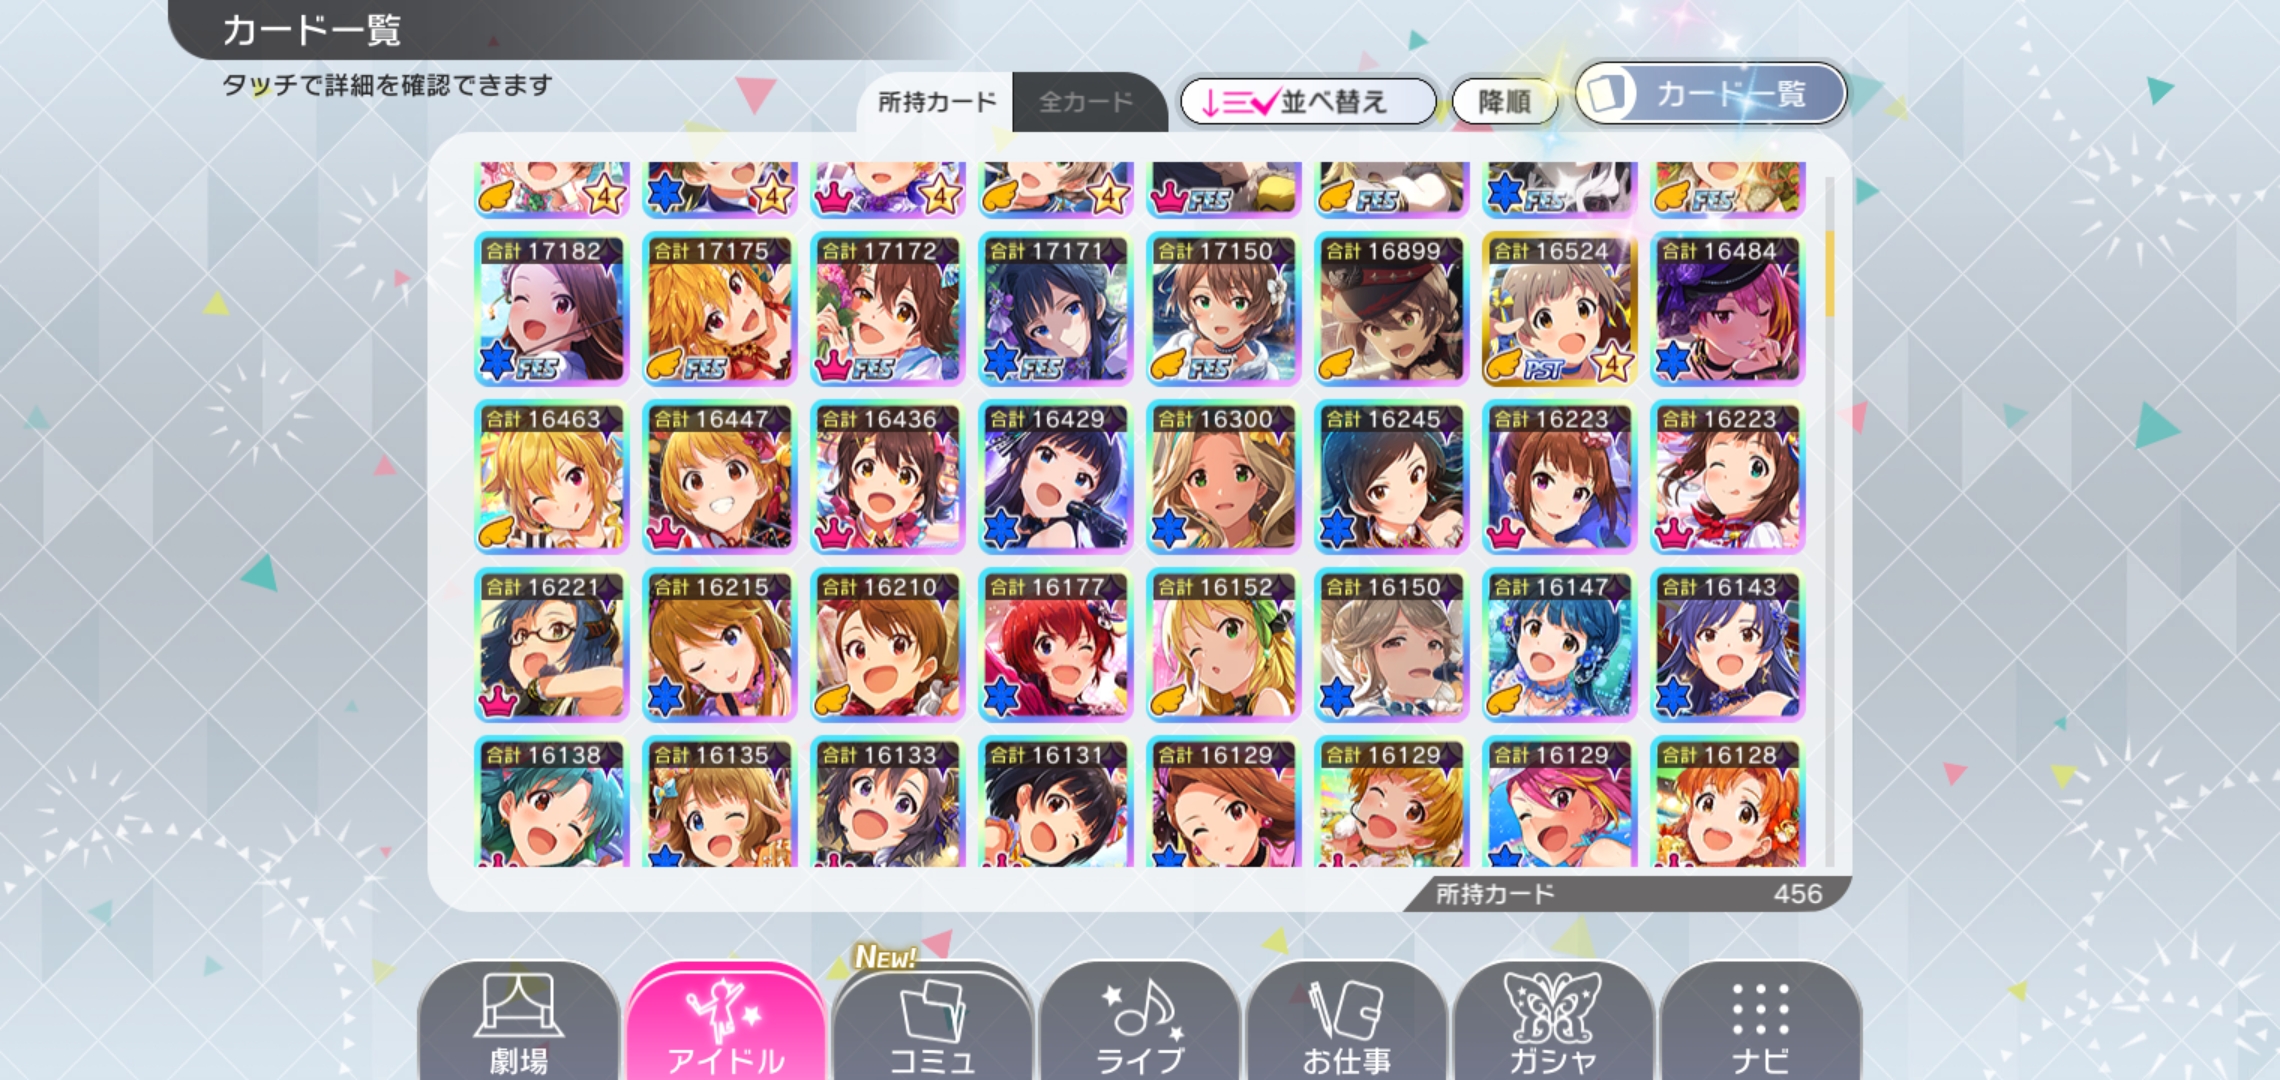 カード一覧
タッチで詳細を確認できます
所持カード 全カード 並べ替え 降順 カード一覧
4 4 4 4 FES FES FES FES
合計 17182 合計 17175 合計 17172 合計 17171 合計 17150 合計 16899 合計 16524 合計 16484
FES FES FES FES FES PST 4
合計 16463 合計 16447 合計 16436 合計 16429 合計 16300 合計 16245 合計 16223 合計 16223
合計 16221 合計 16215 合計 16210 合計 16177 合計 16152 合計 16150 合計 16147 合計 16143
合計 16138 合計 16135 合計 16133 合計 16131 合計 16129 合計 16129 合計 16129 合計 16128
所持カード 456
NEW!
劇場 アイドル コミュ ライブ お仕事 ガシャ ナビ